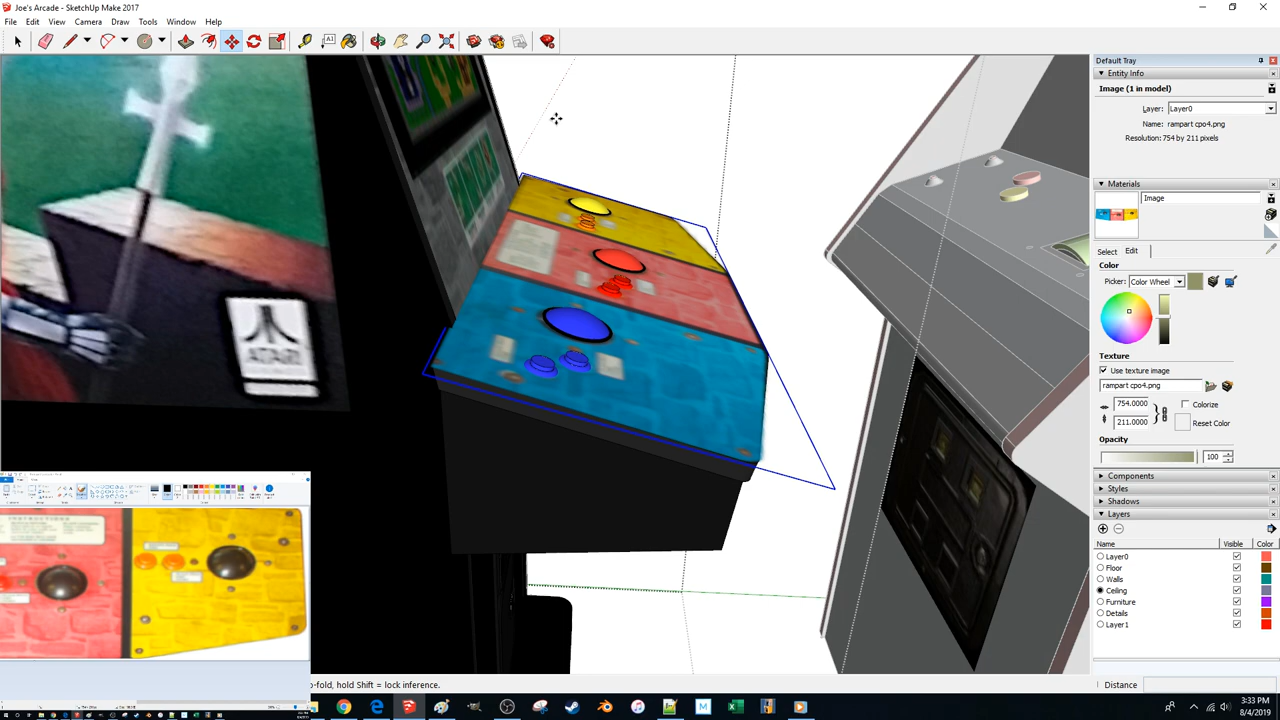 Joe's Arcade - SketchUp Make 2017
File Edit View Camera Draw Tools Window Help
Default Tray
Entity Info
Image (1 in model)
Layer: Layer0
Name: rampart cpo4.png
Resolution: 754 by 211 pixels
Materials
Image
Select Edit
Color
Picker: Color Wheel
Texture
Use texture image
rampart cpo4.png
754.0000 Colorize
211.0000 Reset Color
Opacity
100
Components
Styles
Shadows
Layers
Name Visible Color
Layer0
Floor
Walls
Ceiling
Furniture
Details
Layer1
ATARI
INSTRUCTIONS
o-fold, hold Shift = lock inference.
Distance
3:33 PM
8/4/2019